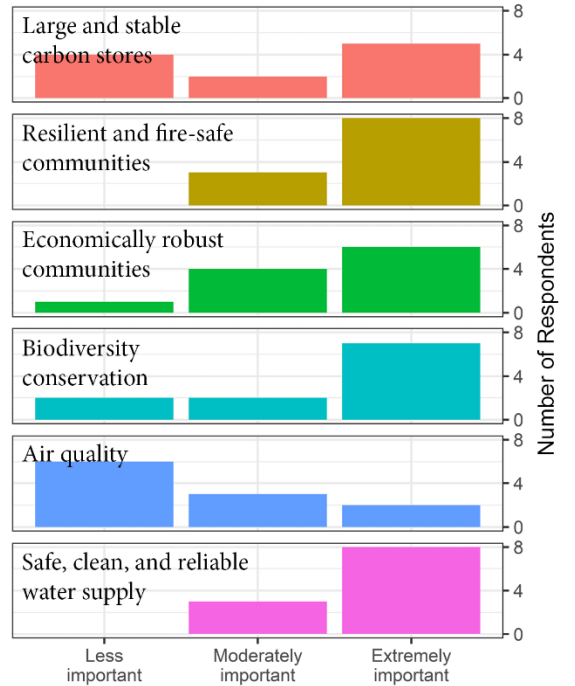 Large and stable
carbon stores
8
4
0
Resilient and fire-safe
communities
8
4
0
Economically robust
communities
8
4
0
Biodiversity
conservation
8
4
0
Air quality
8
4
0
Safe, clean, and reliable
water supply
8
4
0
Number of Respondents
Less
important
Moderately
important
Extremely
important